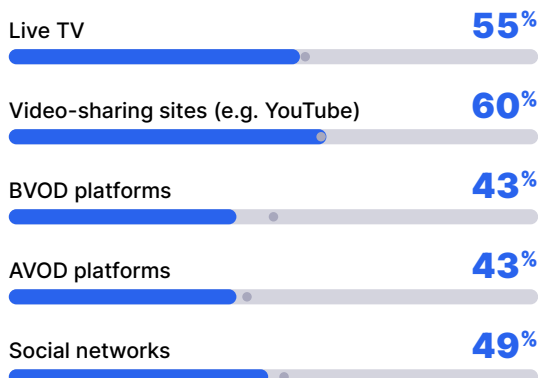 Live TV 55%
Video-sharing sites (e.g. YouTube) 60%
BVOD platforms 43%
AVOD platforms 43%
Social networks 49%